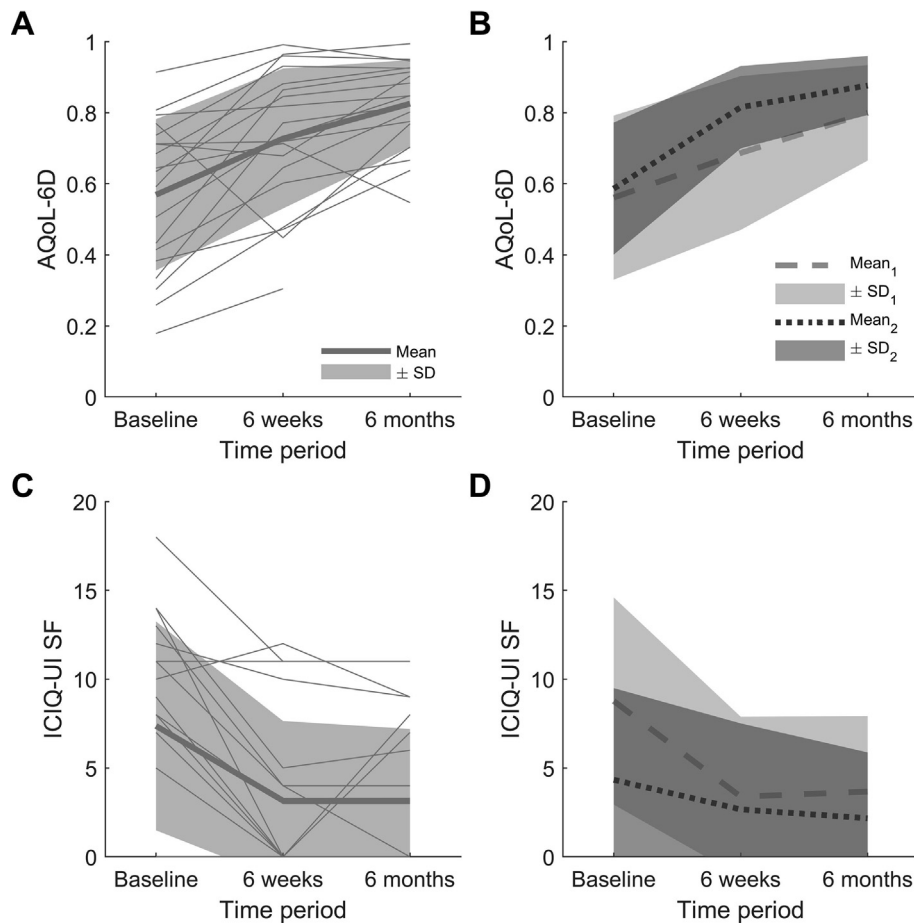 A
1
0.8
0.6
0.4
0.2
0
AQoL-6D
Mean
± SD
Baseline 6 weeks 6 months
Time period
B
1
0.8
0.6
0.4
0.2
0
AQoL-6D
Mean1
± SD1
Mean2
± SD2
Baseline 6 weeks 6 months
Time period
C
20
15
10
5
0
ICIQ-UI SF
Baseline 6 weeks 6 months
Time period
D
20
15
10
5
0
ICIQ-UI SF
Baseline 6 weeks 6 months
Time period